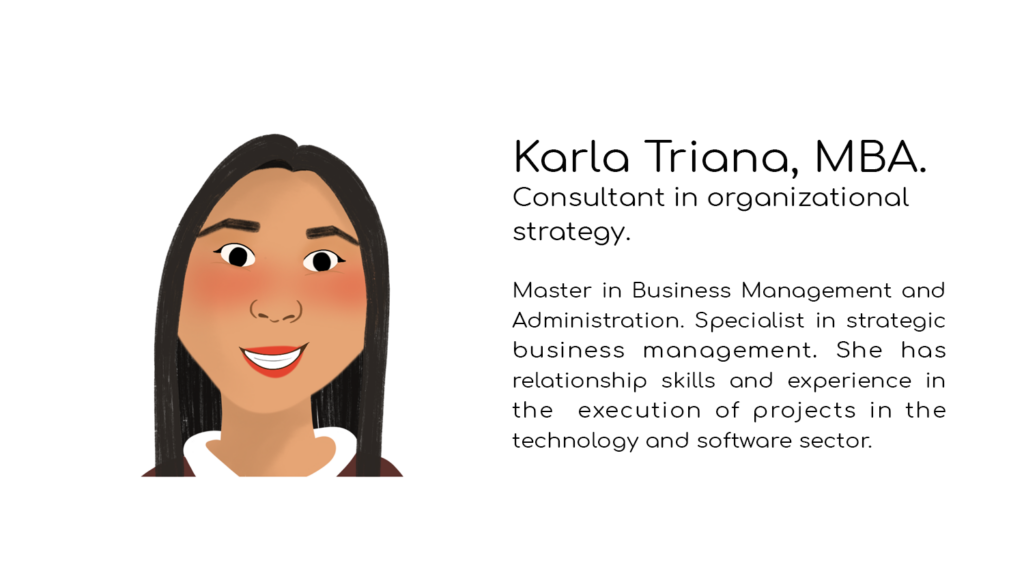 Karla Triana, MBA.
Consultant in organizational
strategy.
Master in Business Management and
Administration. Specialist in strategic
business management. She has
relationship skills and experience in
the execution of projects in the
technology and software sector.